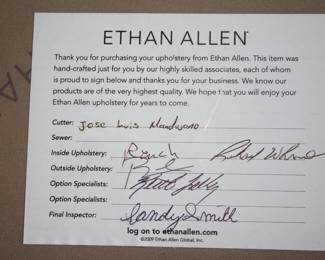 ETHAN ALLEN®
Thank you for purchasing your upholstery from Ethan Allen. This item was
hand-crafted just for you by our highly skilled associates, each of whom
is proud to sign below and thanks you for your business. We know our
products are of the very highest quality. We hope that you will enjoy your
Ethan Allen upholstery for years to come.
Cutter: Jose Luis
Sewer:
Inside Upholstery:
Outside Upholstery:
Option Specialists:
Option Specialists:
Final Inspector: Sandy Smith
log on to ethanallen.com
©2009 Ethan Allen Global, Inc.